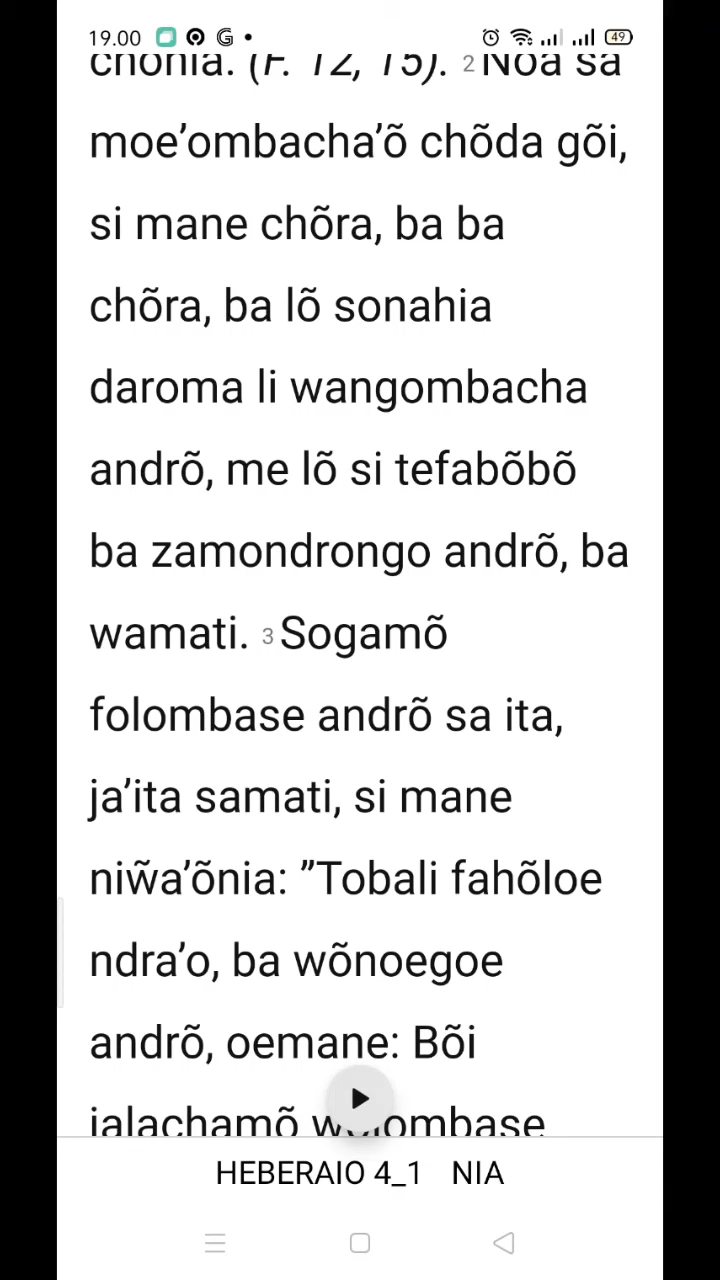 19.00 49
chõnia. (F. 12, 15). 2 Noa sa
moe’ombacha’õ chõda gõi,
si mane chõra, ba ba
chõra, ba lõ sonahia
daroma li wangombacha
andrõ, me lõ si tefabõbõ
ba zamondrongo andrõ, ba
wamati. 3 Sogamõ
folombase andrõ sa ita,
ja’ita samati, si mane
niw̃a’õnia: ”Tobali fahõloe
ndra’o, ba wõnoegoe
andrõ, oemane: Bõi
ialachamõ wolombase
HEBERAIO 4_1 NIA